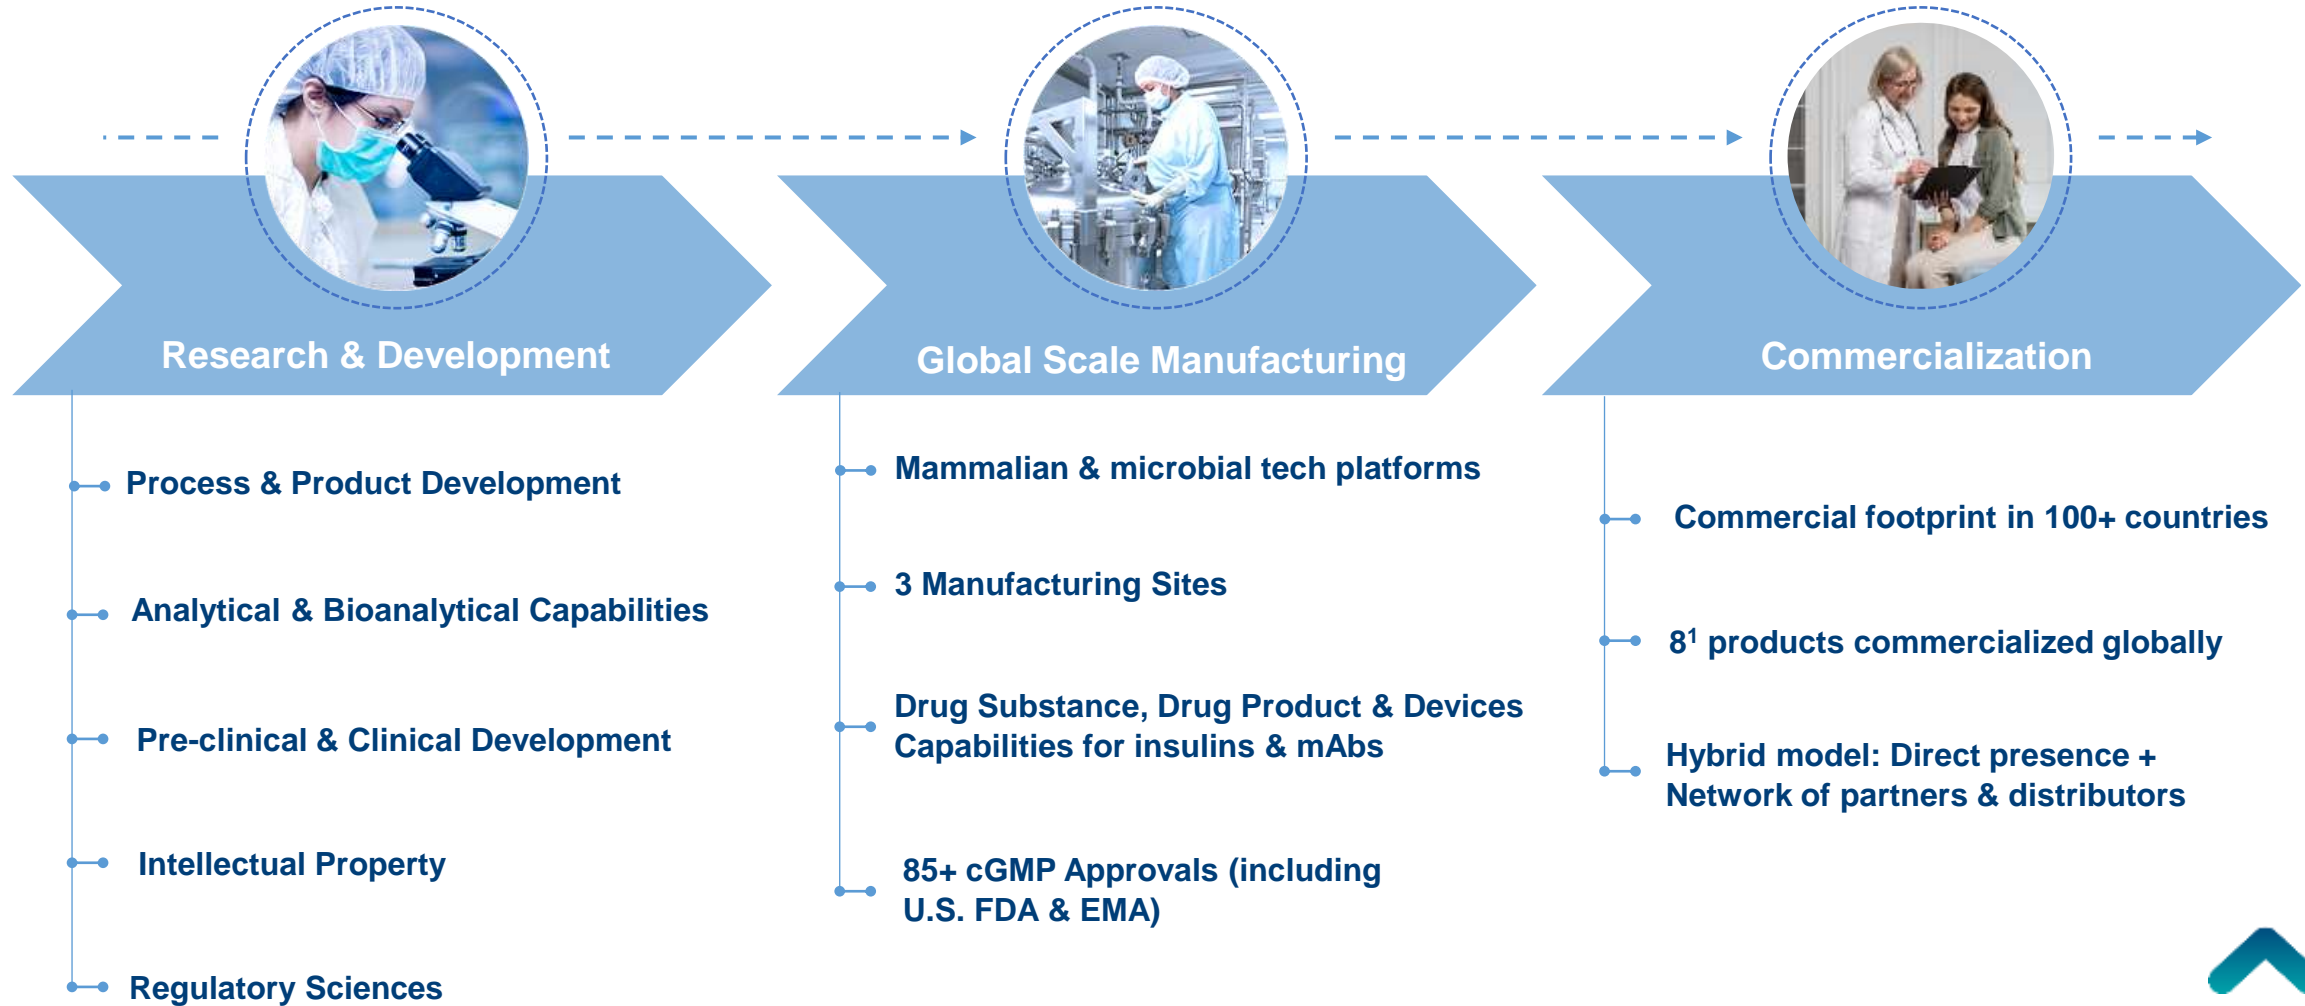 Research & Development
Process & Product Development
Analytical & Bioanalytical Capabilities
Pre-clinical & Clinical Development
Intellectual Property
Regulatory Sciences
Global Scale Manufacturing
Mammalian & microbial tech platforms
3 Manufacturing Sites
Drug Substance, Drug Product & Devices
Capabilities for insulins & mAbs
85+ cGMP Approvals (including
U.S. FDA & EMA)
Commercialization
Commercial footprint in 100+ countries
8¹ products commercialized globally
Hybrid model: Direct presence +
Network of partners & distributors